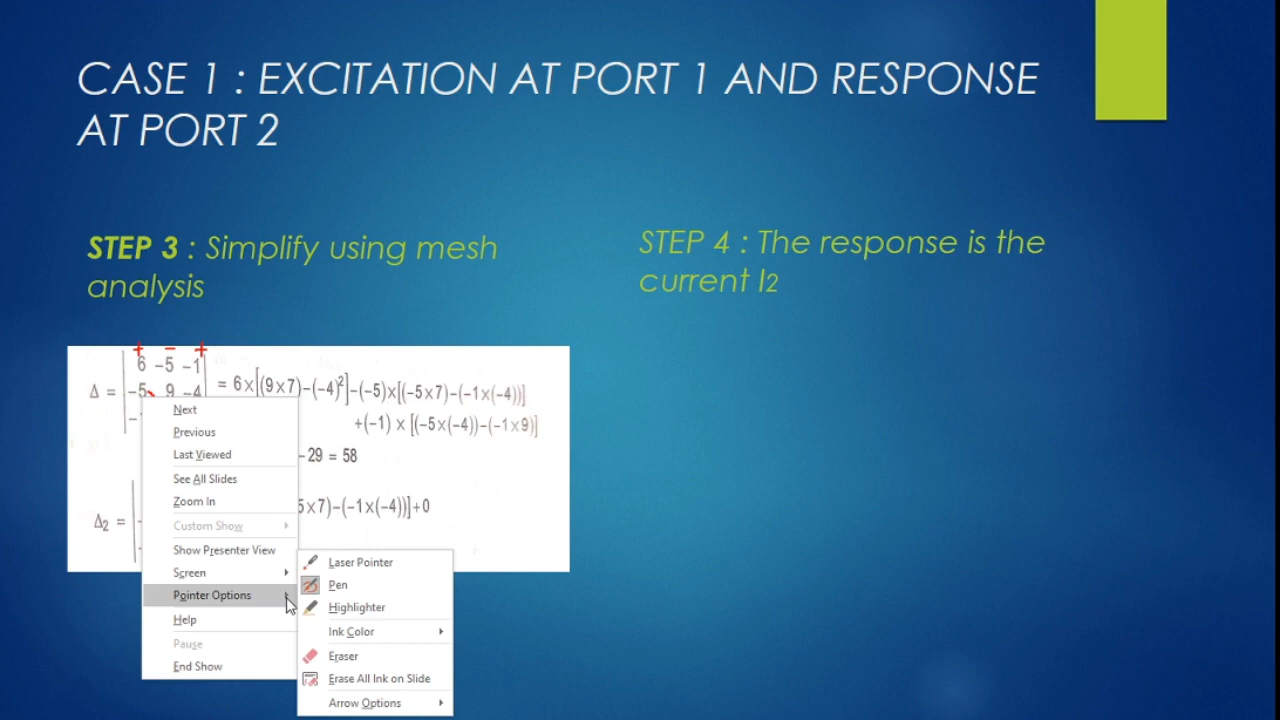 CASE 1 : EXCITATION AT PORT 1 AND RESPONSE
AT PORT 2
STEP 3 : Simplify using mesh
analysis
STEP 4 : The response is the
current I2
+ − +
6 −5 −1
Δ = −5 9 −4 = 6×[(9×7)−(−4)²]−(−5)×[(−5×7)−(−1×(−4))]
+(−1) × [(−5×(−4))−(−1×9)]
−29 = 58
Δ2 = 5×7)−(−1×(−4))]+0
Next
Previous
Last Viewed
See All Slides
Zoom In
Custom Show
Show Presenter View
Screen
Pointer Options
Help
Pause
End Show
Laser Pointer
Pen
Highlighter
Ink Color
Eraser
Erase All Ink on Slide
Arrow Options